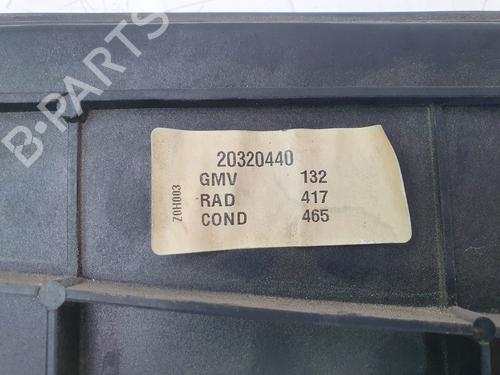 20320440
GMV 132
RAD 417
COND 465
Z0H003
B-PARTS